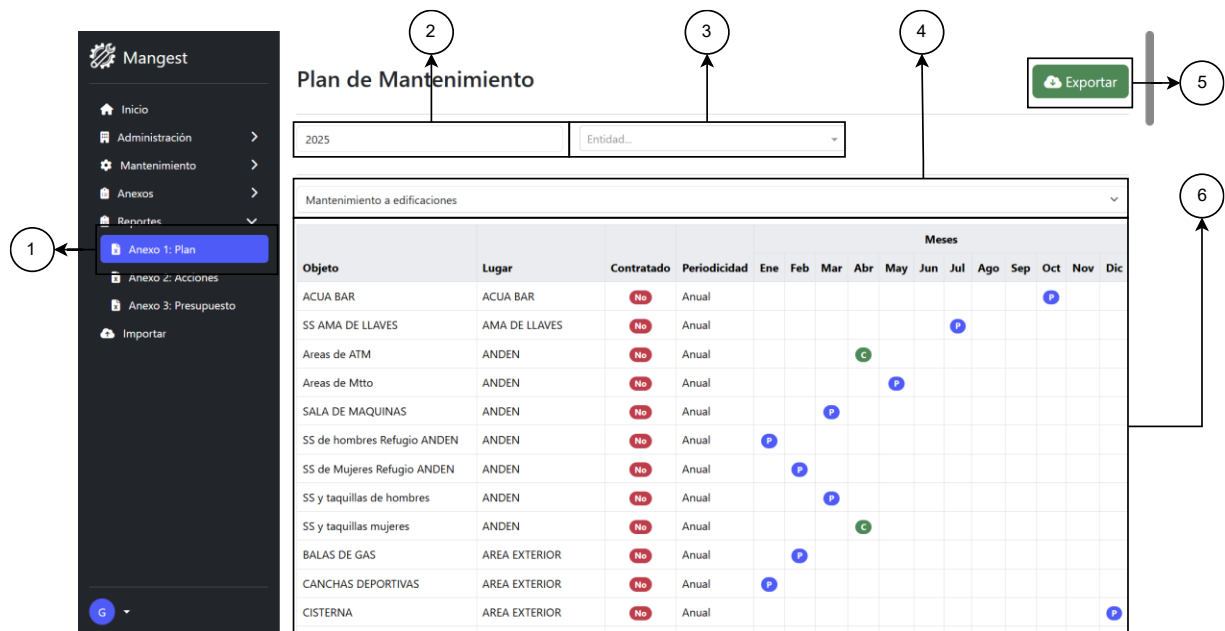 2
3
4
Mangest
Plan de Mantenimiento
Exportar
5
Inicio
Administración
2025
Entidad...
Mantenimiento
Anexos
Mantenimiento a edificaciones
6
Reportes
1
Anexo 1: Plan
Meses
Objeto Lugar Contratado Periodicidad Ene Feb Mar Abr May Jun Jul Ago Sep Oct Nov Dic
Anexo 2: Acciones
ACUA BAR ACUA BAR No Anual P
Anexo 3: Presupuesto
SS AMA DE LLAVES AMA DE LLAVES No Anual P
Importar
Areas de ATM ANDEN No Anual C
Areas de Mtto ANDEN No Anual P
SALA DE MAQUINAS ANDEN No Anual P
SS de hombres Refugio ANDEN ANDEN No Anual P
SS de Mujeres Refugio ANDEN ANDEN No Anual P
SS y taquillas de hombres ANDEN No Anual P
SS y taquillas mujeres ANDEN No Anual C
BALAS DE GAS AREA EXTERIOR No Anual P
CANCHAS DEPORTIVAS AREA EXTERIOR No Anual P
CISTERNA AREA EXTERIOR No Anual P
G